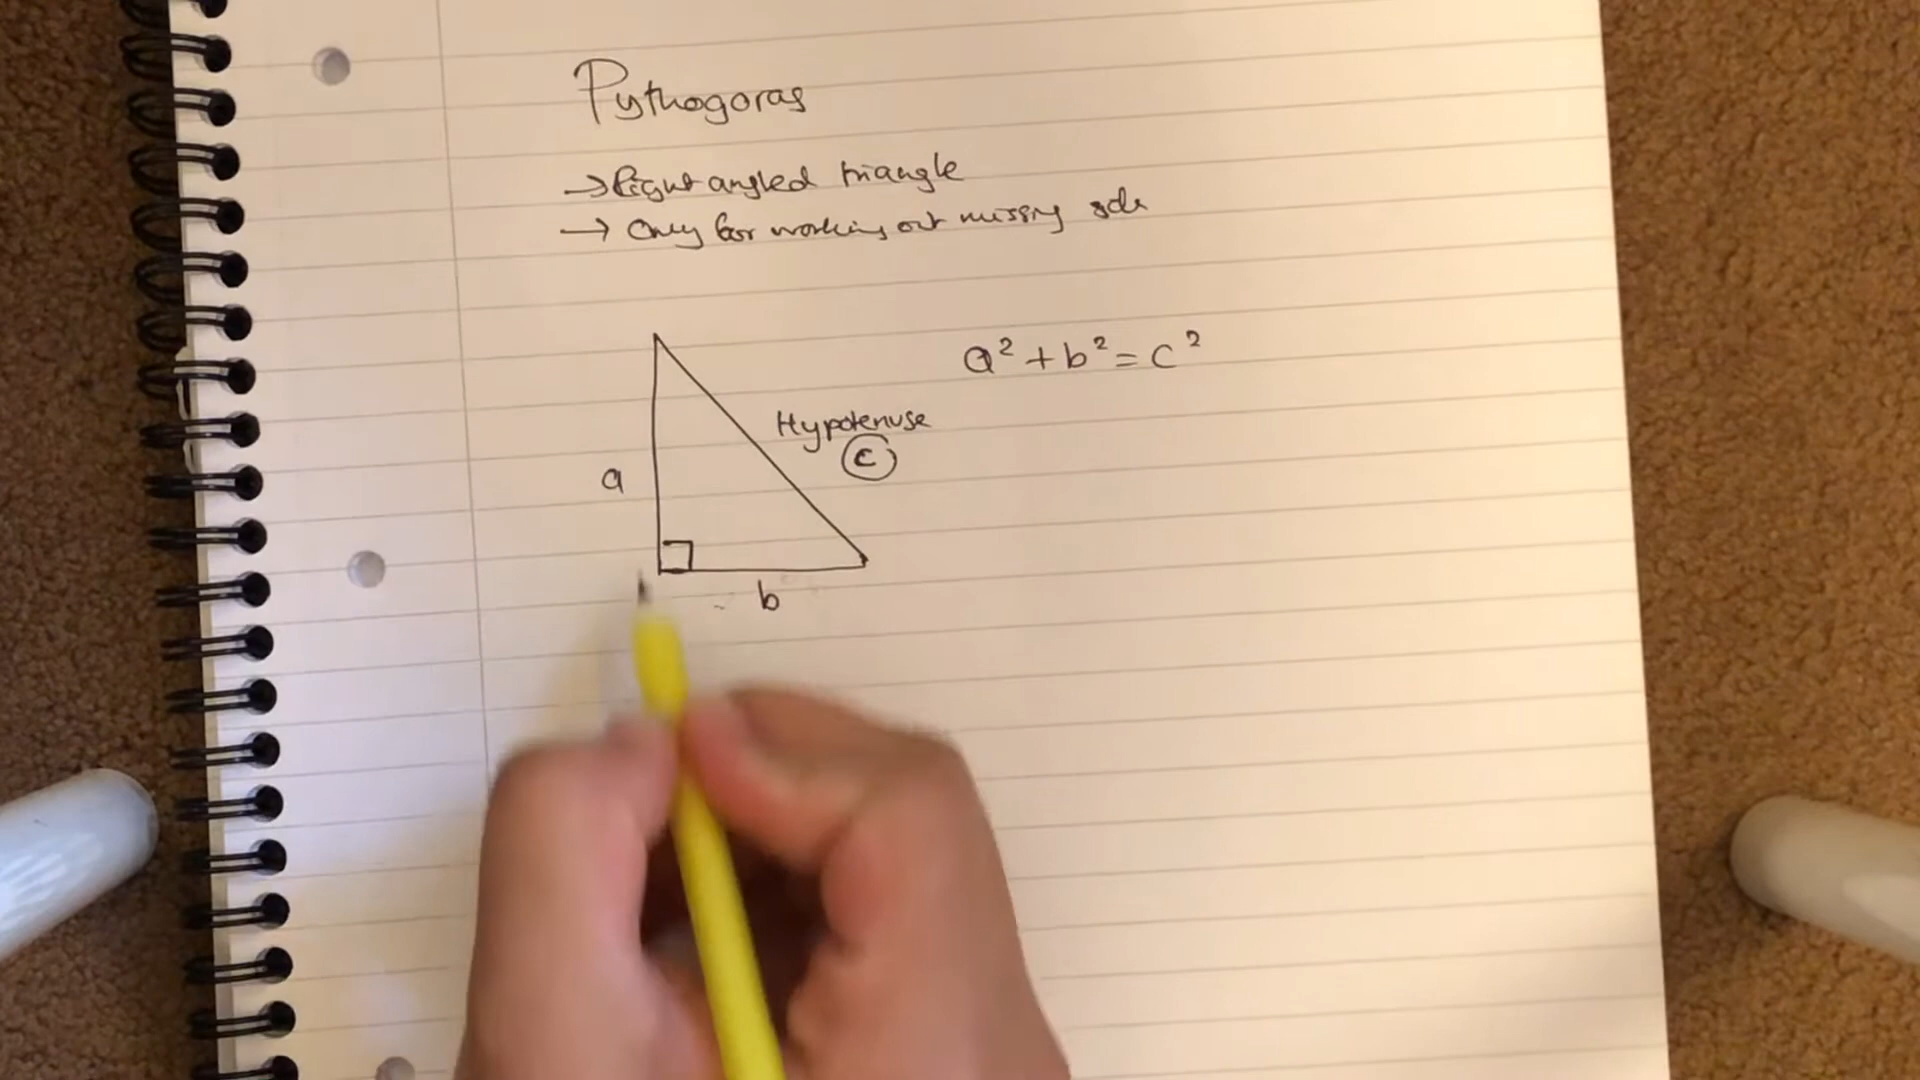 Pythogoras
→ Right angled triangle
→ Only for working out missing side
a² + b² = c²
Hypotenuse
c
a
b